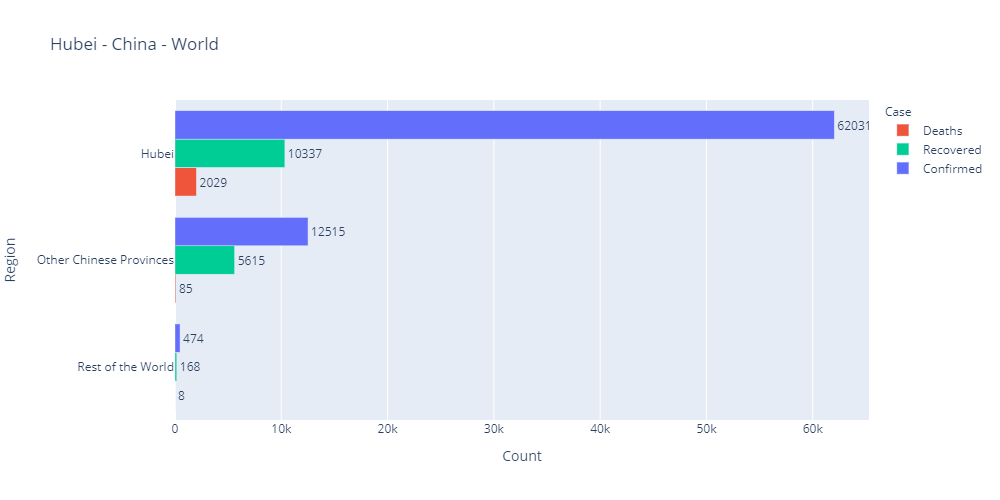 Hubei - China - World
Case
Deaths
Recovered
Confirmed
Region
Hubei
62031
10337
2029
Other Chinese Provinces
12515
5615
85
Rest of the World
474
168
8
0
10k
20k
30k
40k
50k
60k
Count